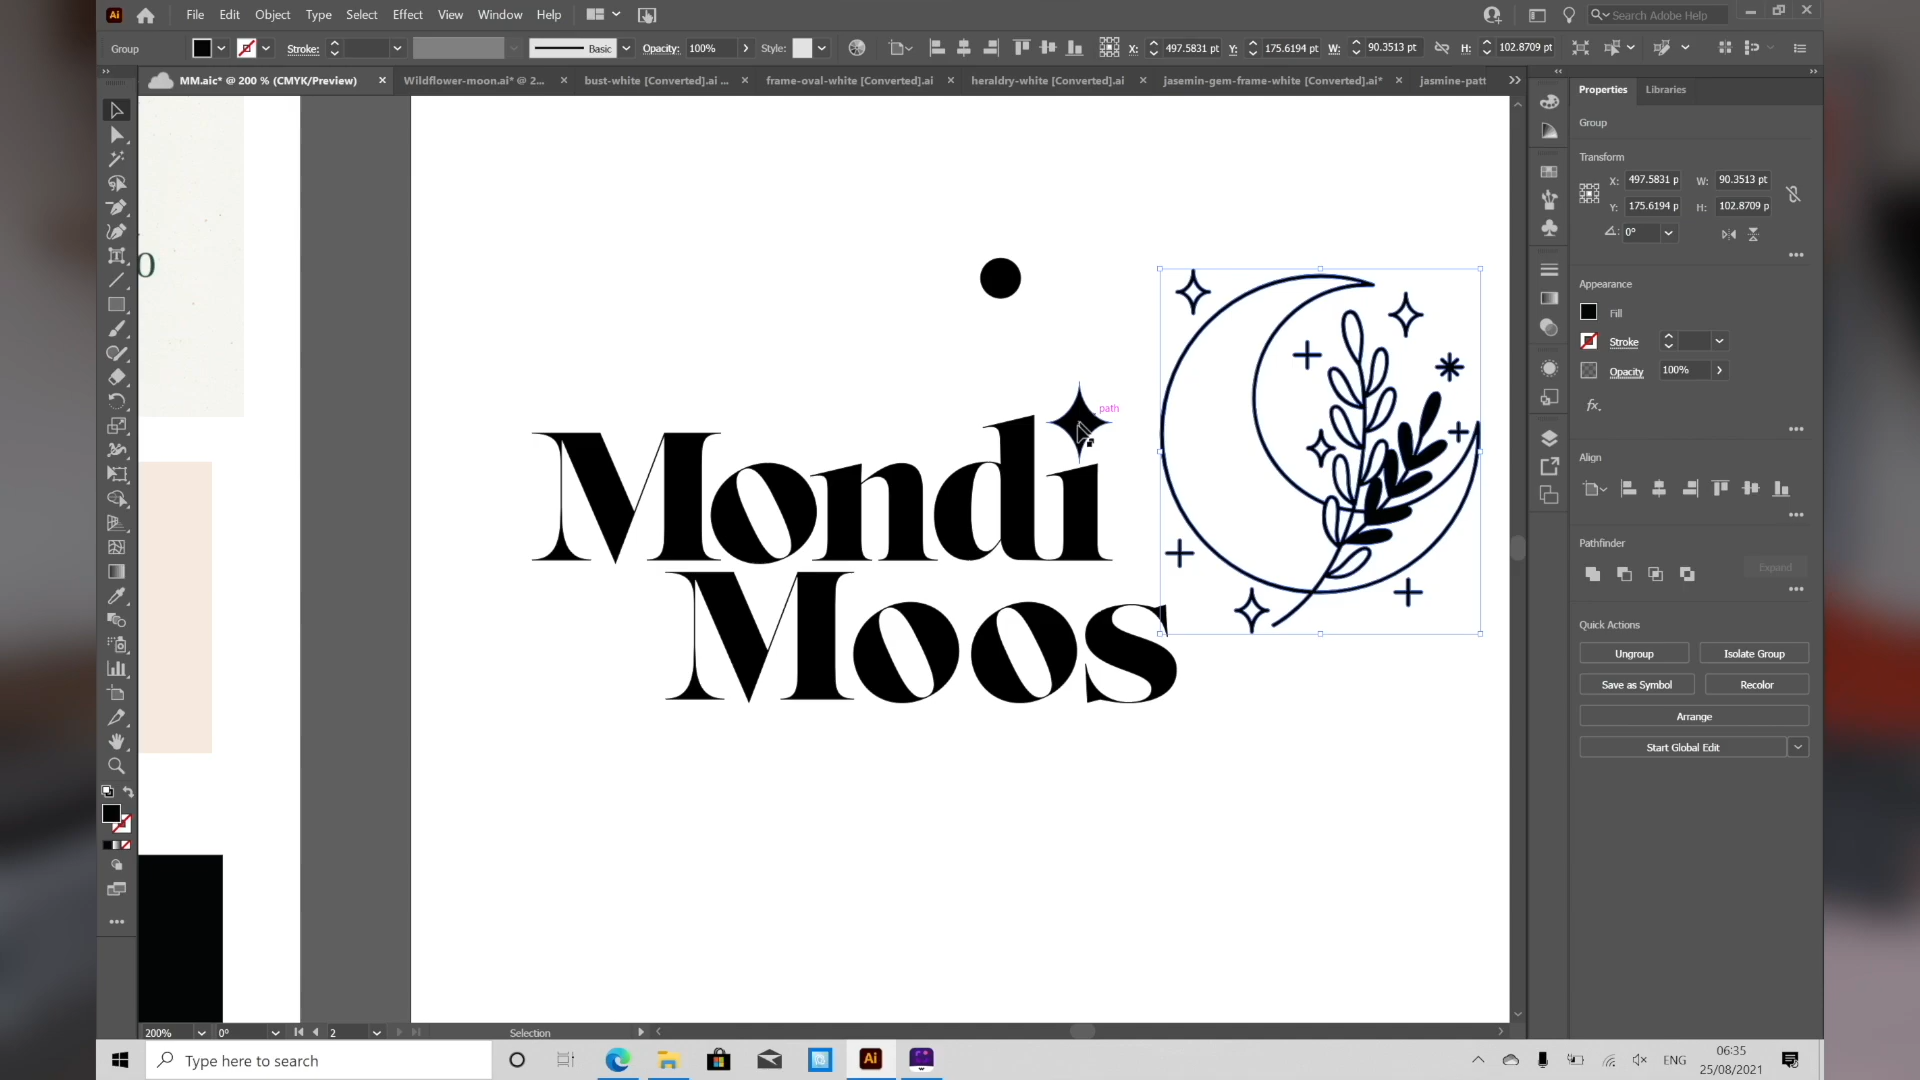 File Edit Object Type Select Effect View Window Help
Search Adobe Help
Group Stroke: Basic Opacity: 100% Style: X: 497.5831 pt Y: 175.6194 pt W: 90.3513 pt H: 102.8709 pt
MM.aic* @ 200 % (CMYK/Preview) Wildflower-moon.ai* @ 2... bust-white [Converted].ai ... frame-oval-white [Converted].ai heraldry-white [Converted].ai jasemin-gem-frame-white [Converted].ai* jasmine-patt
Properties Libraries
Group
Transform
X: 497.5831 p W: 90.3513 pt
Y: 175.6194 p H: 102.8709 p
0°
Appearance
Fill
Stroke
Opacity 100%
fx.
Align
Pathfinder
Expand
Quick Actions
Ungroup Isolate Group
Save as Symbol Recolor
Arrange
Start Global Edit
path
Mondi
Moos
200% 0° 2 Selection
Type here to search
ENG
06:35
25/08/2021